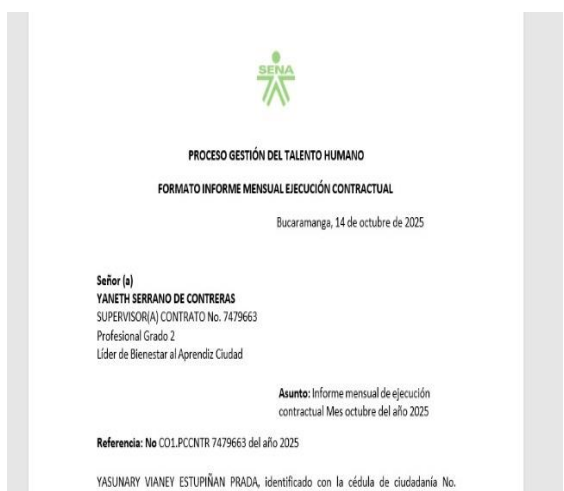 SENA
PROCESO GESTIÓN DEL TALENTO HUMANO
FORMATO INFORME MENSUAL EJECUCIÓN CONTRACTUAL
Bucaramanga, 14 de octubre de 2025
Señor (a)
YANETH SERRANO DE CONTRERAS
SUPERVISOR(A) CONTRATO No. 7479663
Profesional Grado 2
Líder de Bienestar al Aprendiz Ciudad
Asunto: Informe mensual de ejecución
contractual Mes octubre del año 2025
Referencia: No CO1.PCCNTR 7479663 del año 2025
YASUNARY VIANEY ESTUPIÑAN PRADA, identificado con la cédula de ciudadanía No.